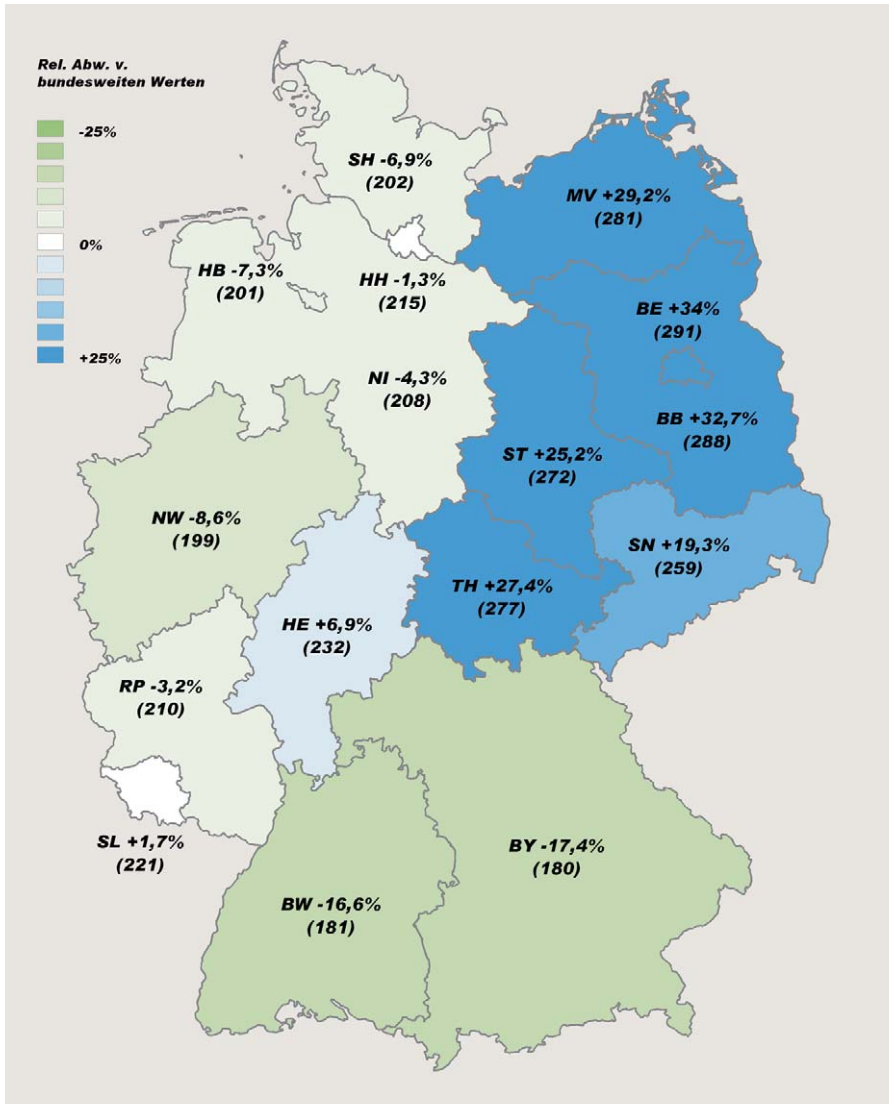 Rel. Abw. v.
bundesweiten Werten
-25%
0%
+25%
SH -6,9%
(202)
MV +29,2%
(281)
HB -7,3%
(201)
HH -1,3%
(215)
BE +34%
(291)
NI -4,3%
(208)
BB +32,7%
(288)
ST +25,2%
(272)
NW -8,6%
(199)
SN +19,3%
(259)
TH +27,4%
(277)
HE +6,9%
(232)
RP -3,2%
(210)
SL +1,7%
(221)
BY -17,4%
(180)
BW -16,6%
(181)